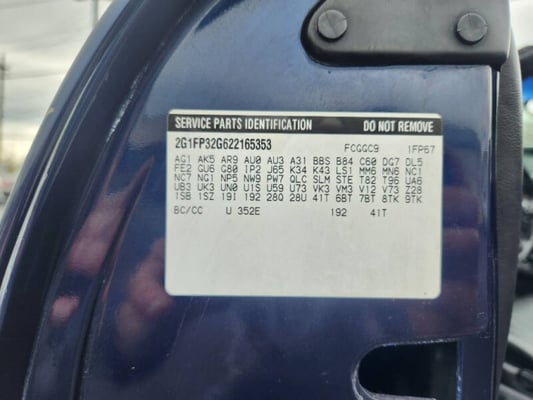 SERVICE PARTS IDENTIFICATION DO NOT REMOVE
2G1FP32G622165353 FCGGC9 1FP67
AG1 AK5 AR9 AU0 AU3 A31 BBS B84 C60 DG7 DL5
FE2 GU6 G80 IP2 J65 K34 K43 LS1 MM6 MN6 NC1
NC7 NG1 NP5 NW9 PW7 QLC SLM STE T82 T96 UA6
UB3 UK3 UN0 U1S U59 U73 VK3 VM3 V12 V73 Z28
1SB 1SZ 19I 192 28Q 28U 41T 6BT 7BT 8TK 9TK
BC/CC U 352E 192 41T